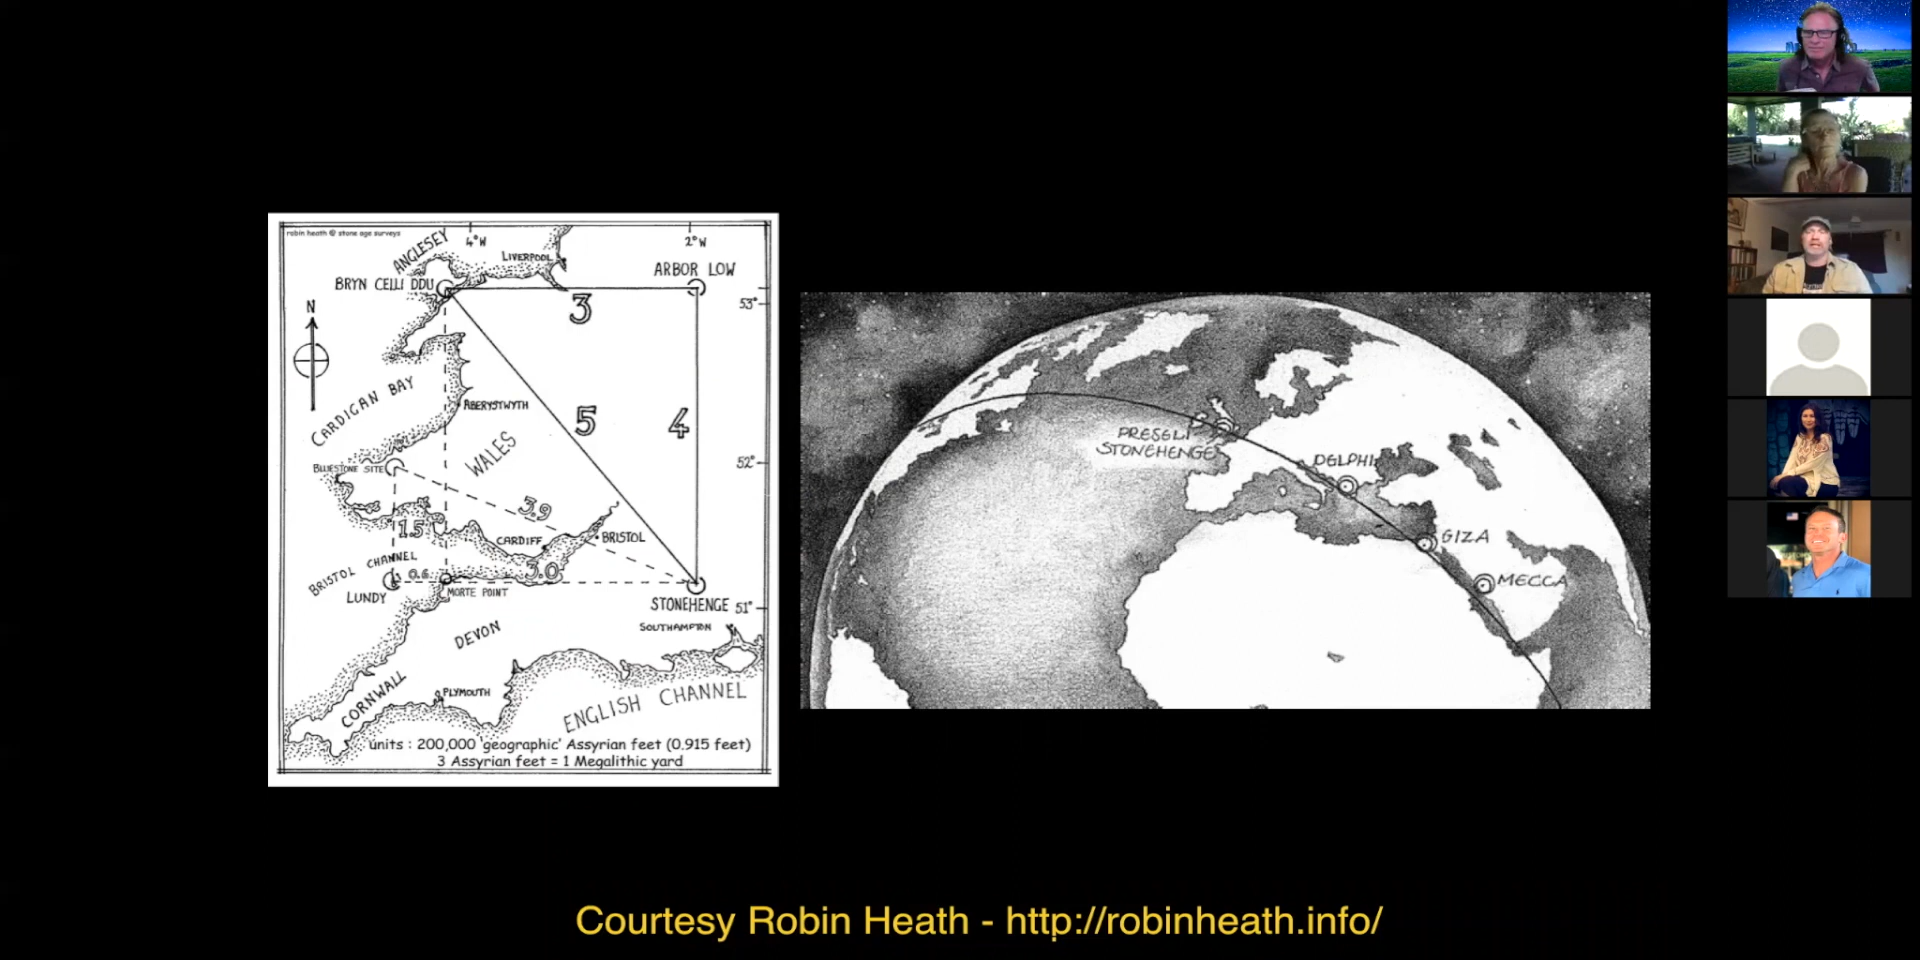 robin heath @ stone age surveys
ANGLESEY
4°W
2°W
LIVERPOOL
ARBOR LOW
BRYN CELLI DDU
3
53°
N
CARDIGAN BAY
ABERYSTWYTH
5
4
WALES
BLUESTONE SITE
52°
3.9
1.5
CARDIFF
BRISTOL
BRISTOL CHANNEL
0.6
3.0
LUNDY
MORTE POINT
STONEHENGE
51°
SOUTHAMPTON
DEVON
CORNWALL
PLYMOUTH
ENGLISH CHANNEL
units : 200,000 'geographic' Assyrian feet (0.915 feet)
3 Assyrian feet = 1 Megalithic yard
PRESELI
STONEHENGE
DELPHI
GIZA
MECCA
Courtesy Robin Heath - http://robinheath.info/